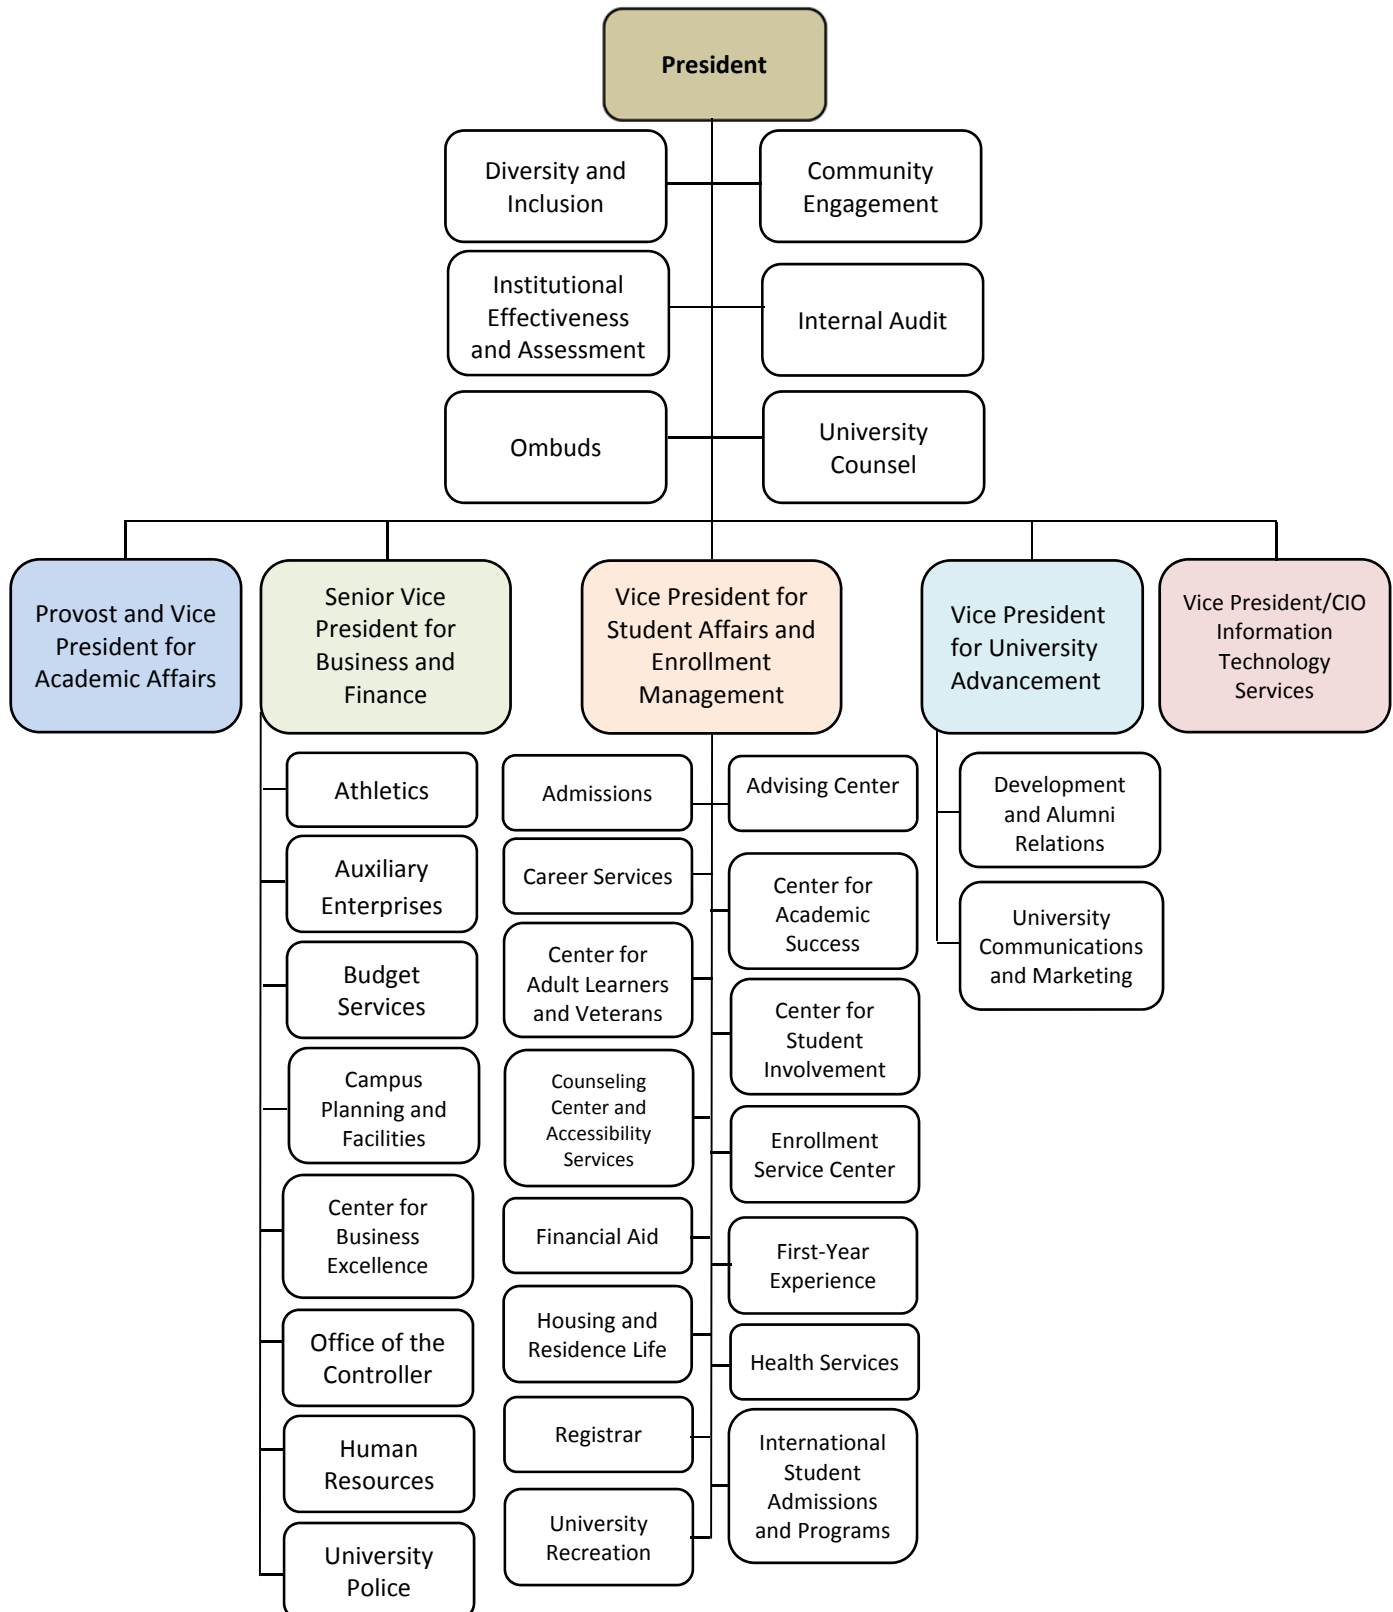 President
Diversity and
Inclusion
Community
Engagement
Institutional
Effectiveness
and Assessment
Internal Audit
Ombuds
University
Counsel
Provost and Vice
President for
Academic Affairs
Senior Vice
President for
Business and
Finance
Vice President for
Student Affairs and
Enrollment
Management
Vice President
for University
Advancement
Vice President/CIO
Information
Technology
Services
Athletics
Auxiliary
Enterprises
Budget
Services
Campus
Planning and
Facilities
Center for
Business
Excellence
Office of the
Controller
Human
Resources
University
Police
Admissions
Career Services
Center for
Adult Learners
and Veterans
Counseling
Center and
Accessibility
Services
Financial Aid
Housing and
Residence Life
Registrar
University
Recreation
Advising Center
Center for
Academic
Success
Center for
Student
Involvement
Enrollment
Service Center
First-Year
Experience
Health Services
International
Student
Admissions
and Programs
Development
and Alumni
Relations
University
Communications
and Marketing